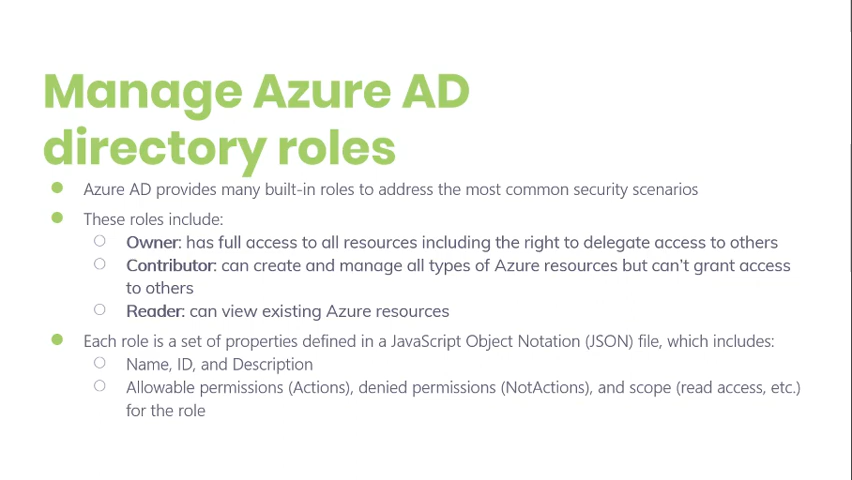 Manage Azure AD
directory roles
Azure AD provides many built-in roles to address the most common security scenarios
These roles include:
Owner: has full access to all resources including the right to delegate access to others
Contributor: can create and manage all types of Azure resources but can't grant access
to others
Reader: can view existing Azure resources
Each role is a set of properties defined in a JavaScript Object Notation (JSON) file, which includes:
Name, ID, and Description
Allowable permissions (Actions), denied permissions (NotActions), and scope (read access, etc.)
for the role